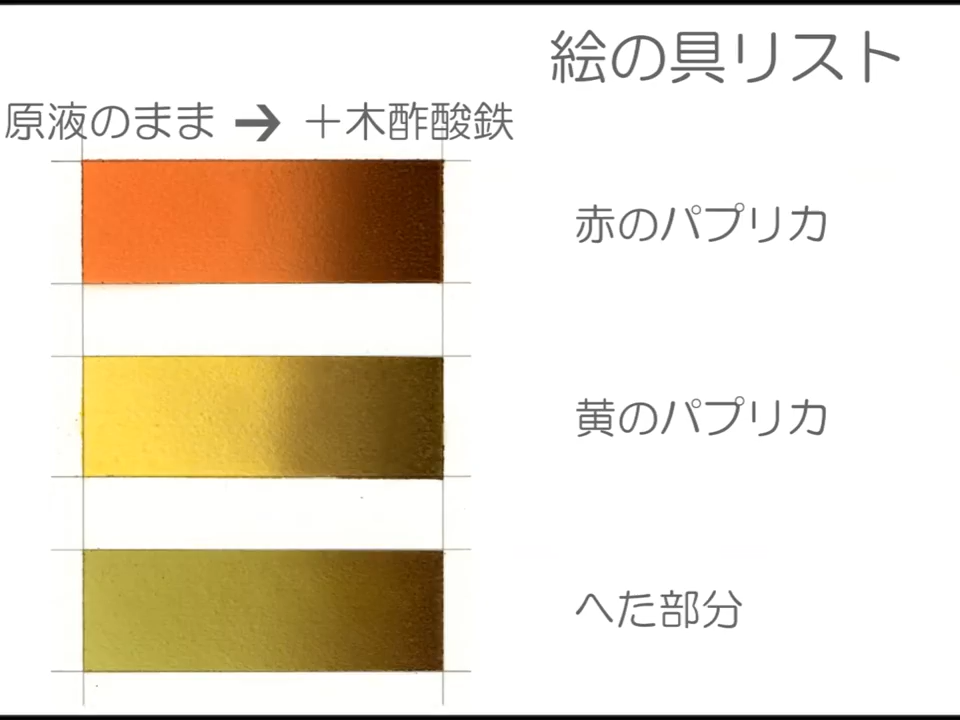 絵の具リスト
原液のまま ➔ ＋木酢酸鉄
赤のパプリカ
黄のパプリカ
へた部分